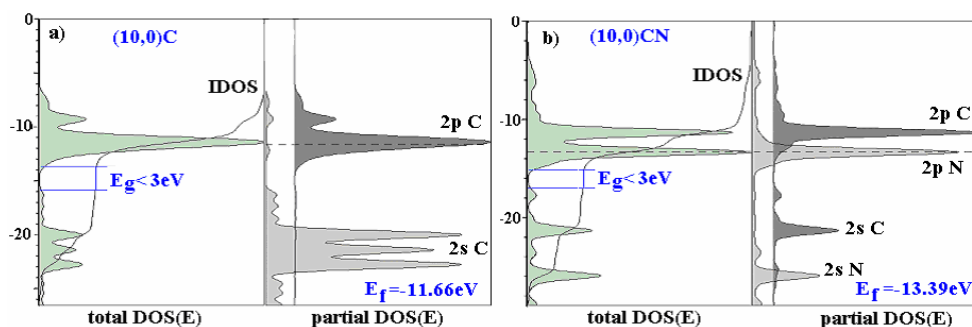 0
a)
(10,0)C
IDOS
2p C
-10
Eg< 3eV
-20
2s C
Ef =-11.66eV
total DOS(E)
partial DOS(E)
0
b)
(10,0)CN
IDOS
2p C
-10
2p N
Eg< 3eV
-20
2s C
2s N
Ef =-13.39eV
total DOS(E)
partial DOS(E)